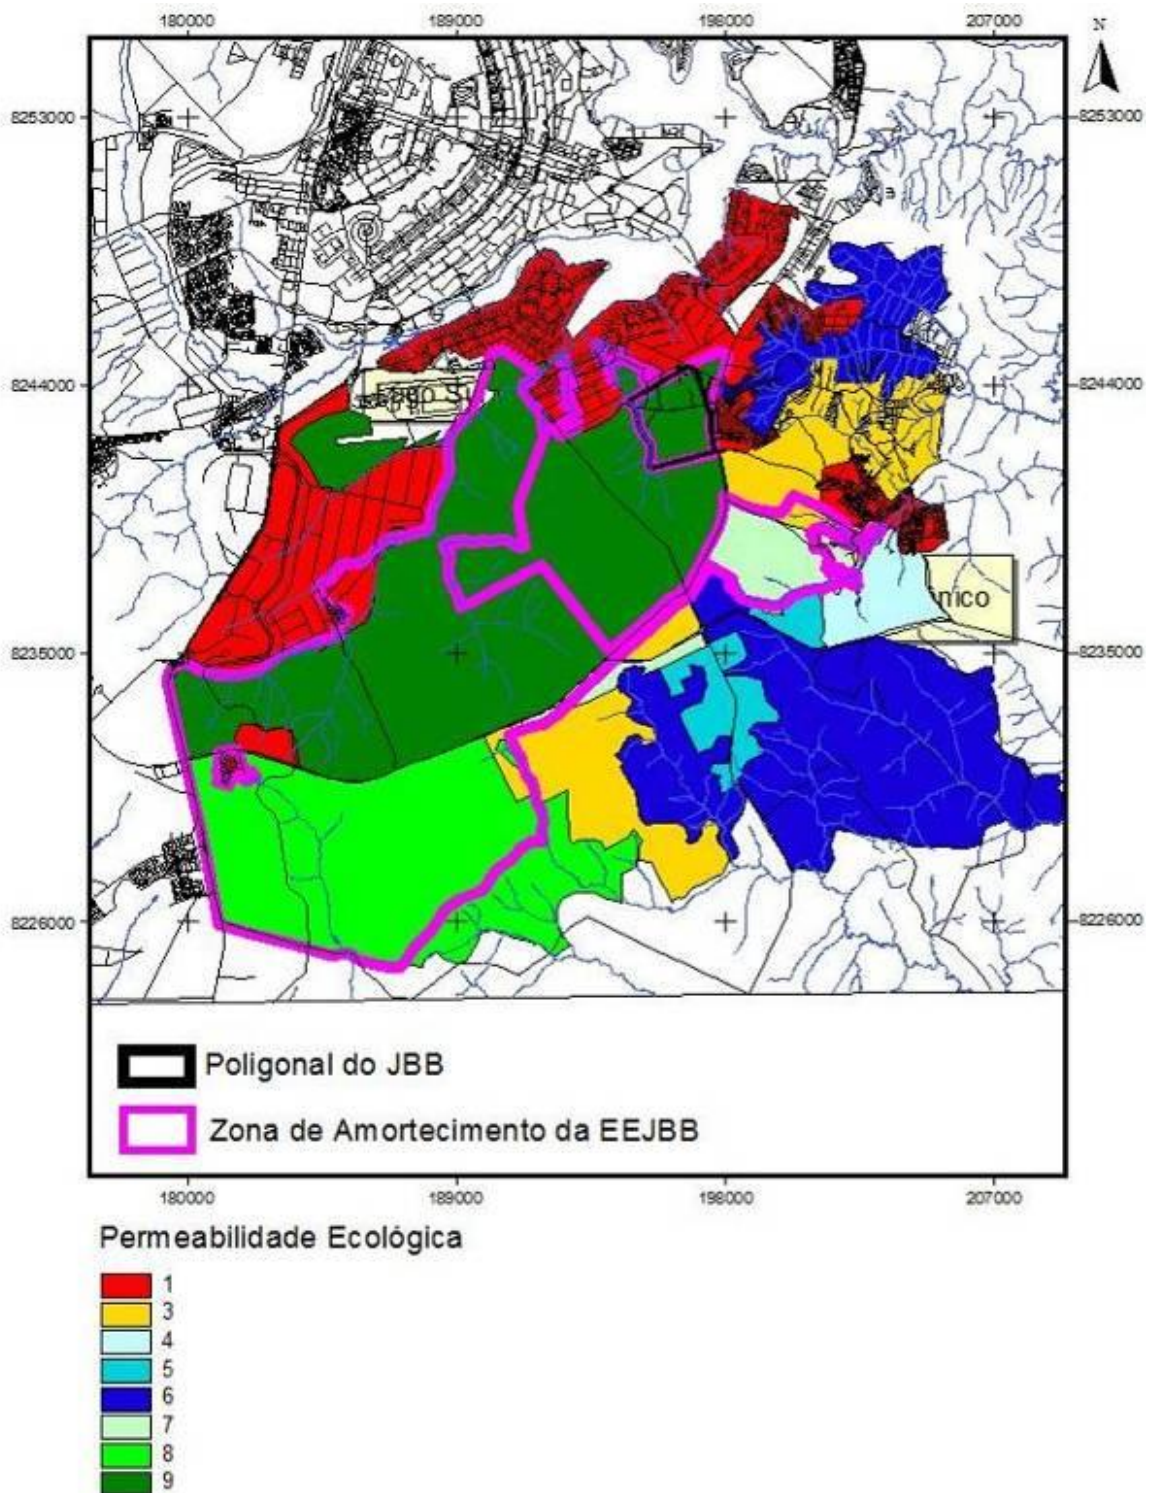 180000 189000 198000 207000
N
8253000 8253000
8244000 8244000
8235000 8235000
8226000 8226000
Poligonal do JBB
Zona de Amortecimento da EEJBB
180000 189000 198000 207000
Permeabilidade Ecológica
1
3
4
5
6
7
8
9